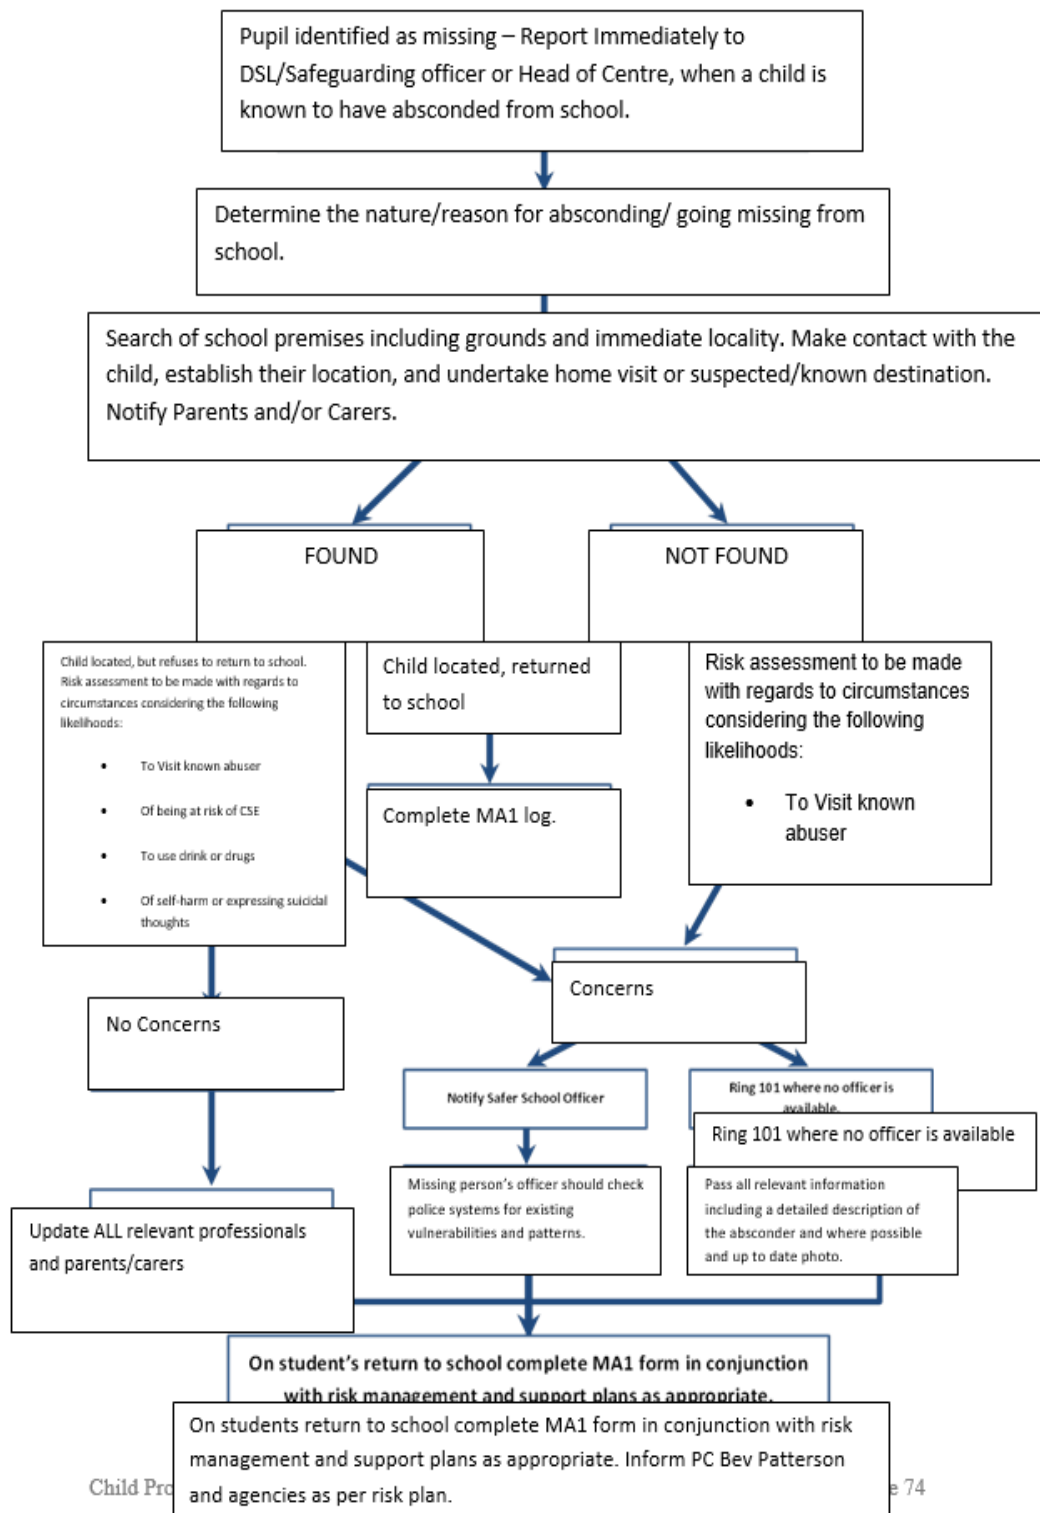 Pupil identified as missing – Report Immediately to
DSL/Safeguarding officer or Head of Centre, when a child is
known to have absconded from school.
Determine the nature/reason for absconding/ going missing from
school.
Search of school premises including grounds and immediate locality. Make contact with the
child, establish their location, and undertake home visit or suspected/known destination.
Notify Parents and/or Carers.
FOUND
NOT FOUND
Child located, but refuses to return to school.
Risk assessment to be made with regards to
circumstances considering the following
likelihoods:
• To Visit known abuser
• Of being at risk of CSE
• To use drink or drugs
• Of self-harm or expressing suicidal
thoughts
Child located, returned
to school
Complete MA1 log.
Risk assessment to be made
with regards to circumstances
considering the following
likelihoods:
• To Visit known
abuser
No Concerns
Concerns
Notify Safer School Officer
Ring 101 where no officer is
available.
Ring 101 where no officer is available
Missing person's officer should check
police systems for existing
vulnerabilities and patterns.
Pass all relevant information
including a detailed description of
the absconder and where possible
and up to date photo.
Update ALL relevant professionals
and parents/carers
On student's return to school complete MA1 form in conjunction
with risk management and support plans as appropriate.
On students return to school complete MA1 form in conjunction with risk
management and support plans as appropriate. Inform PC Bev Patterson
and agencies as per risk plan.
Child
74